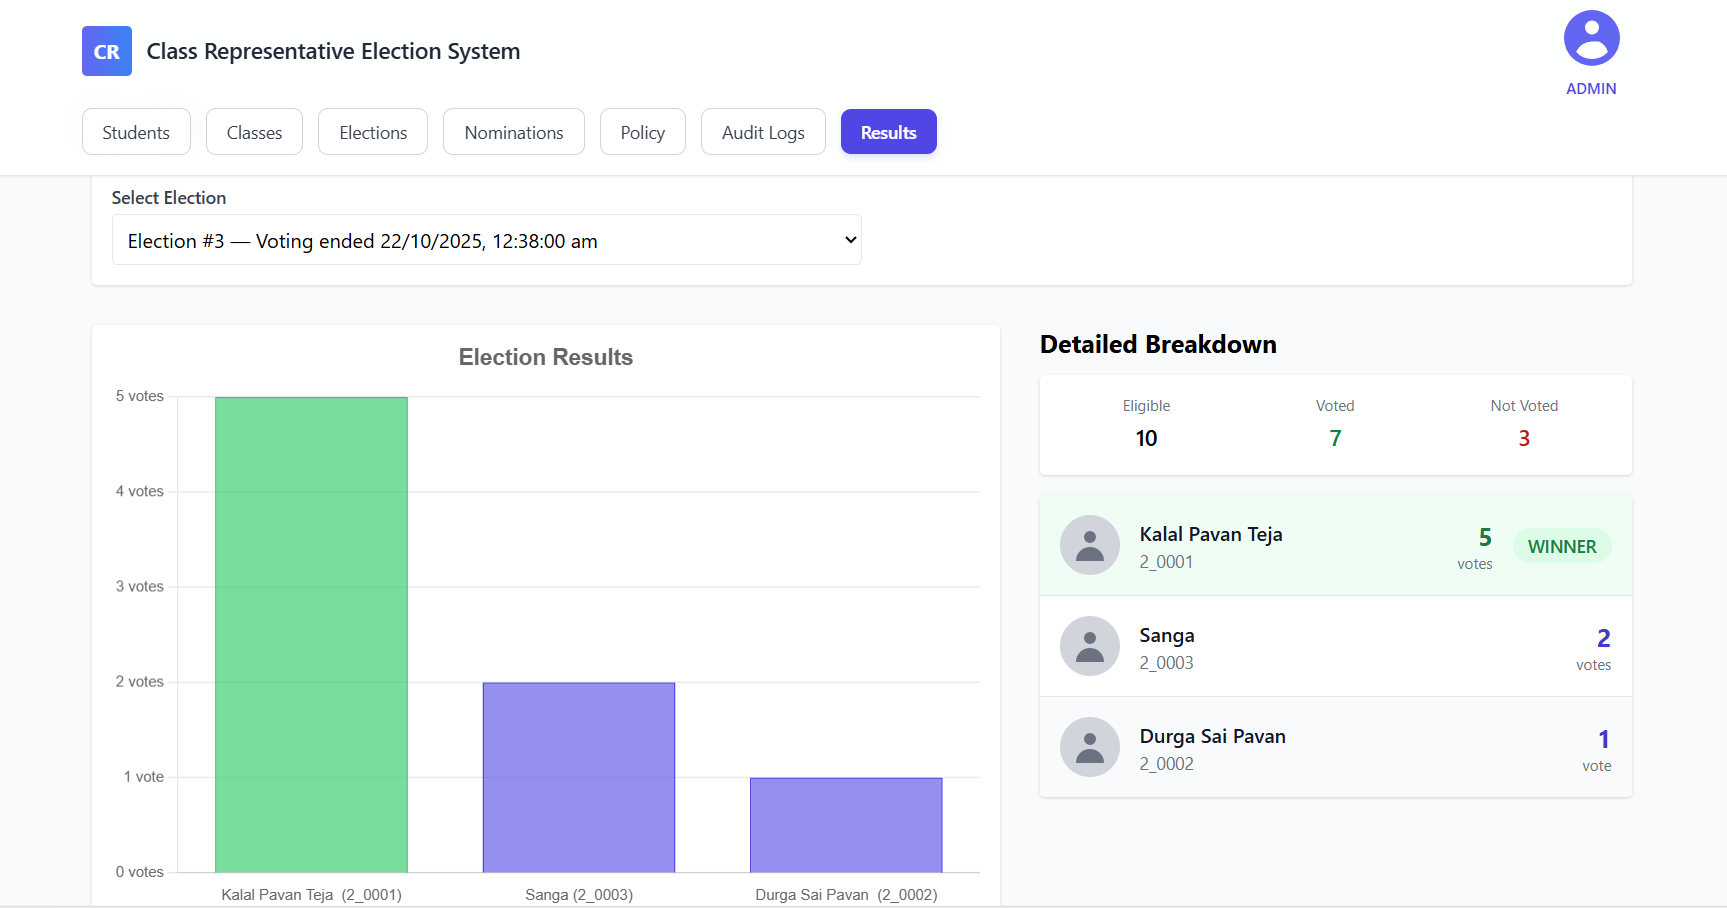 CR Class Representative Election System
ADMIN
Students Classes Elections Nominations Policy Audit Logs Results
Select Election
Election #3 — Voting ended 22/10/2025, 12:38:00 am
Election Results
5 votes
4 votes
3 votes
2 votes
1 vote
0 votes
Kalal Pavan Teja (2_0001) Sanga (2_0003) Durga Sai Pavan (2_0002)
Detailed Breakdown
Eligible Voted Not Voted
10 7 3
Kalal Pavan Teja 5 WINNER
2_0001 votes
Sanga 2
2_0003 votes
Durga Sai Pavan 1
2_0002 vote